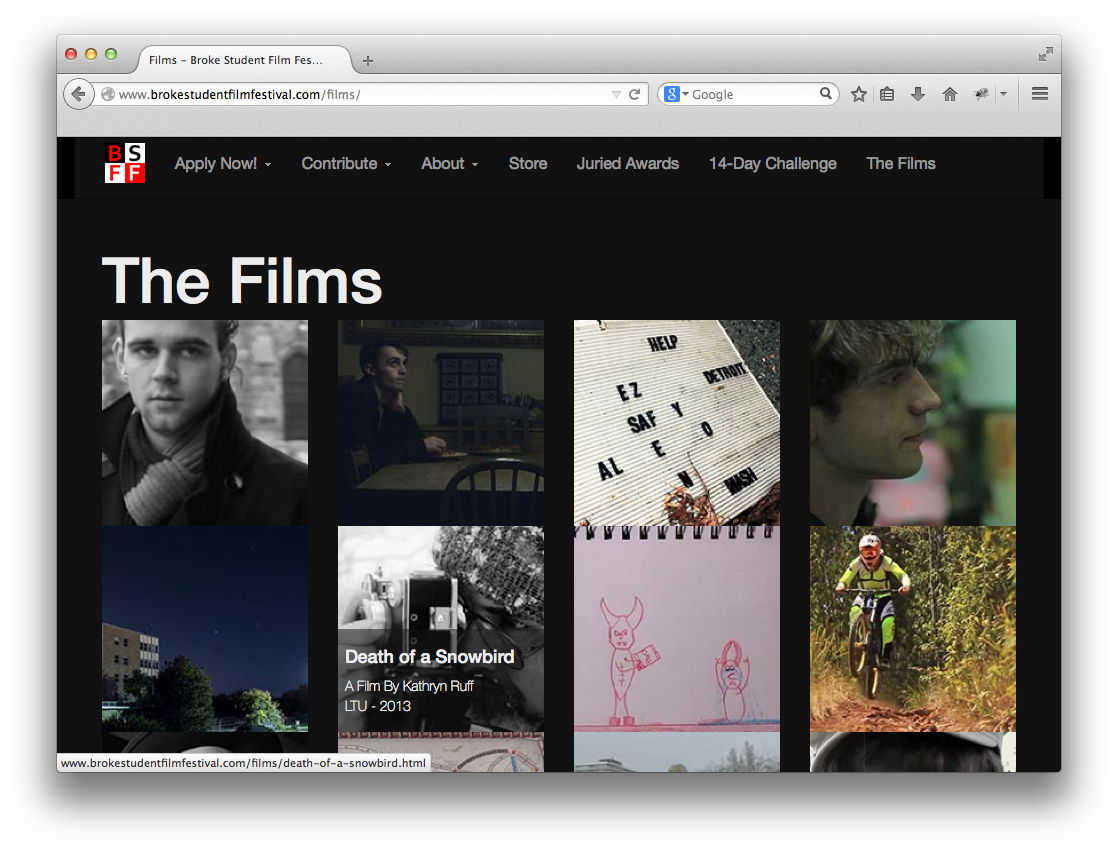 Films – Broke Student Film Fes...
www.brokestudentfilmfestival.com/films/
Google
B S
F F
Apply Now!
Contribute
About
Store
Juried Awards
14-Day Challenge
The Films
The Films
HELP
DETROIT
EZ
SAF Y O
AL E N
HWASH
Death of a Snowbird
A Film By Kathryn Ruff
LTU - 2013
www.brokestudentfilmfestival.com/films/death-of-a-snowbird.html